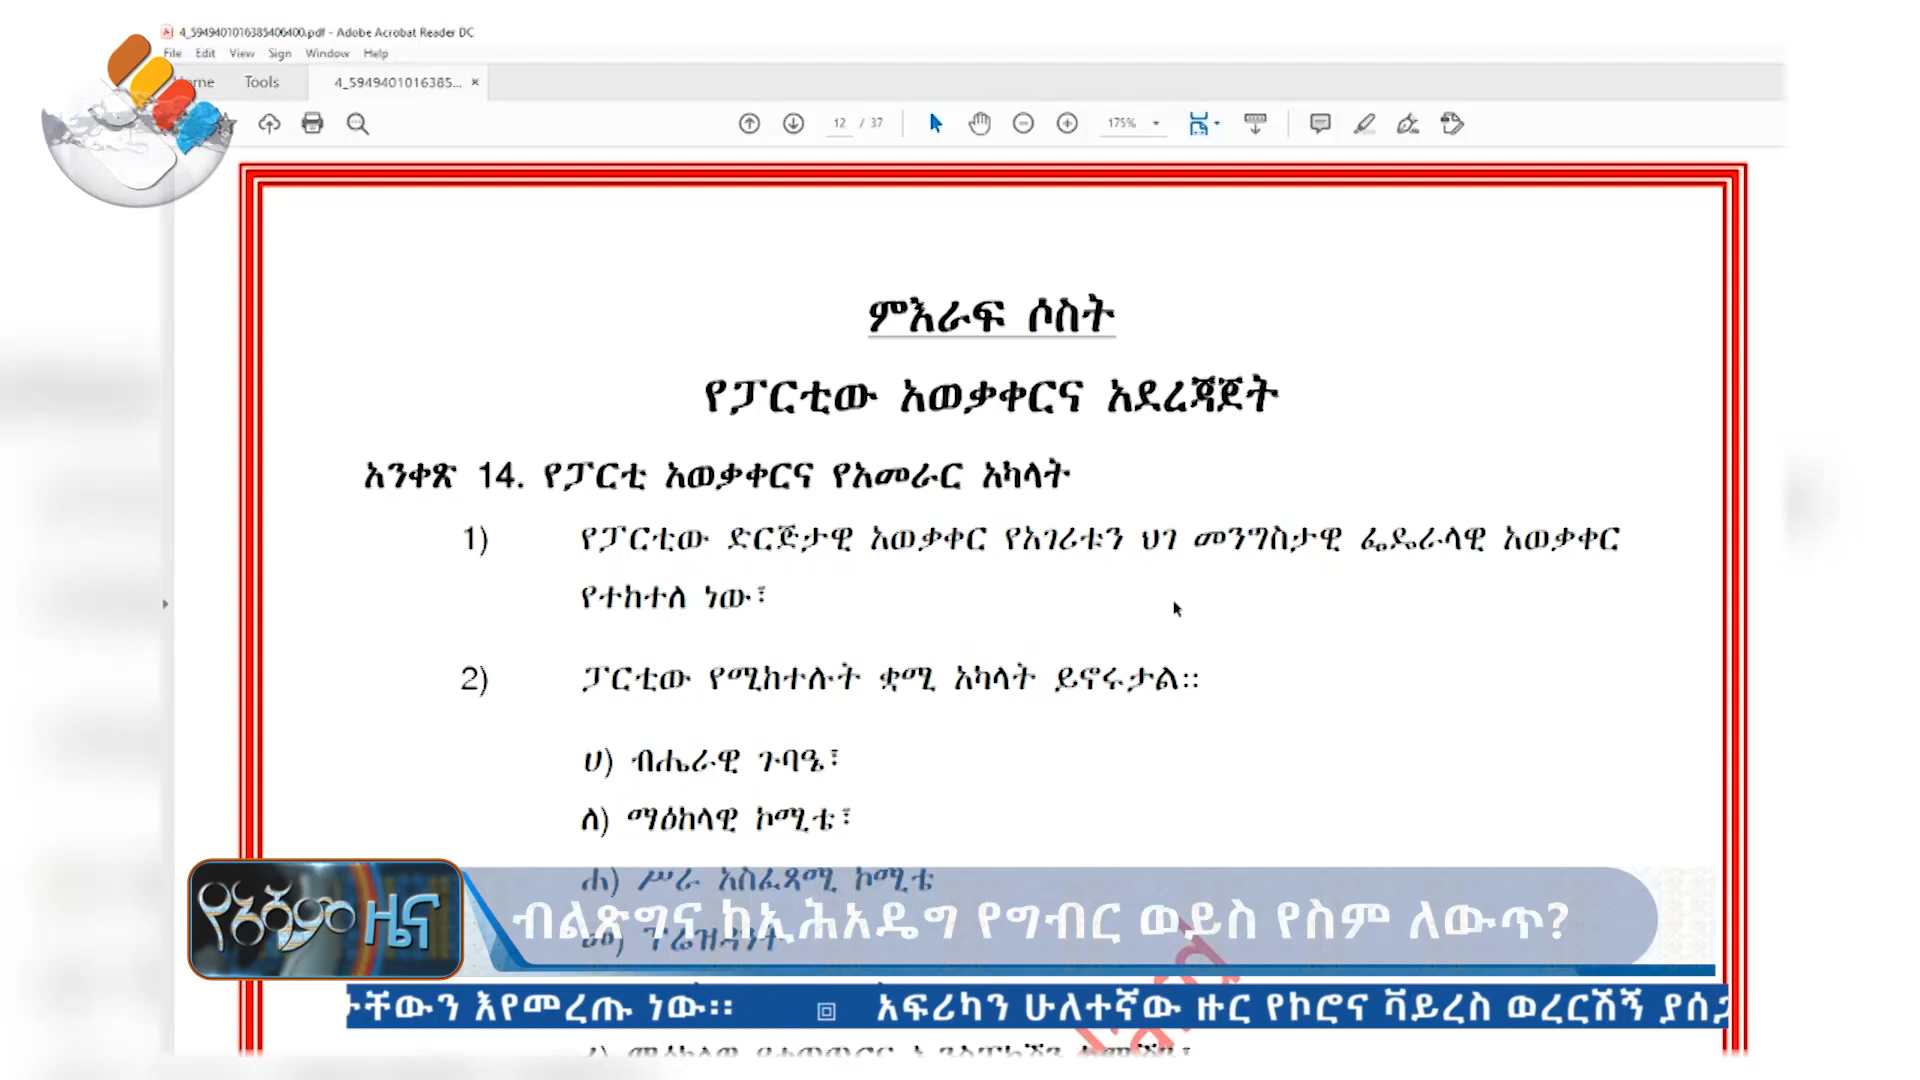 4_5949401016385406400.pdf - Adobe Acrobat Reader DC
File Edit View Sign Window Help
Tools 4_5949401016385... ×
12 / 37 175%
ምእራፍ ሶስት
የፓርቲው አወቃቀርና አደረጃጀት
አንቀጽ 14. የፓርቲ አወቃቀርና የአመራር አካላት
1) የፓርቲው ድርጅታዊ አወቃቀር የአገሪቱን ህገ መንግስታዊ ፌዴራላዊ አወቃቀር
የተከተለ ነው፣
2) ፓርቲው የሚከተሉት ቋሚ አካላት ይኖሩታል።
ሀ) ብሔራዊ ጉባዔ፣
ለ) ማዕከላዊ ኮሚቴ፣
ሐ) ሥራ አስፈጻሚ ኮሚቴ
መ) ፕሬዝዳንት
ዜና
ብልጽግና ከኢሕአዴግ የግብር ወይስ የስም ለውጥ?
እየመረጡ ነው። አፍሪካን ሁለተኛው ዙር የኮሮና ቫይረስ ወረርሽኝ